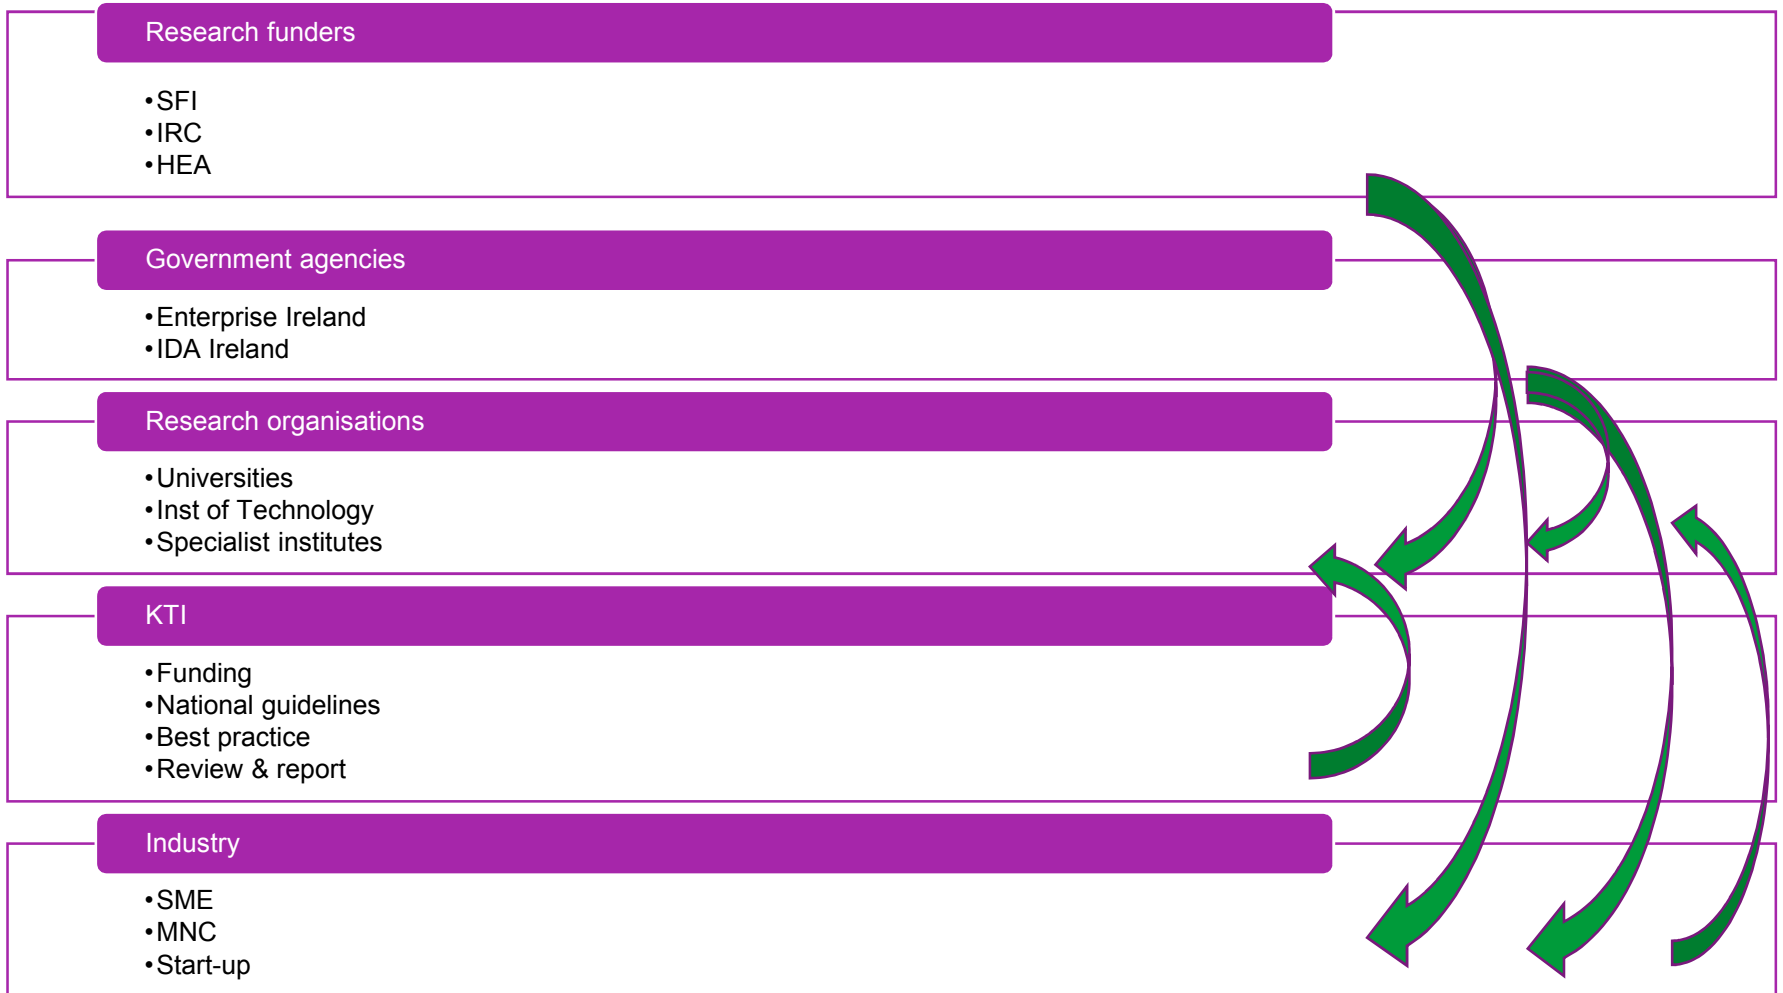 Research funders
•SFI
•IRC
•HEA
Government agencies
•Enterprise Ireland
•IDA Ireland
Research organisations
•Universities
•Inst of Technology
•Specialist institutes
KTI
•Funding
•National guidelines
•Best practice
•Review & report
Industry
•SME
•MNC
•Start-up